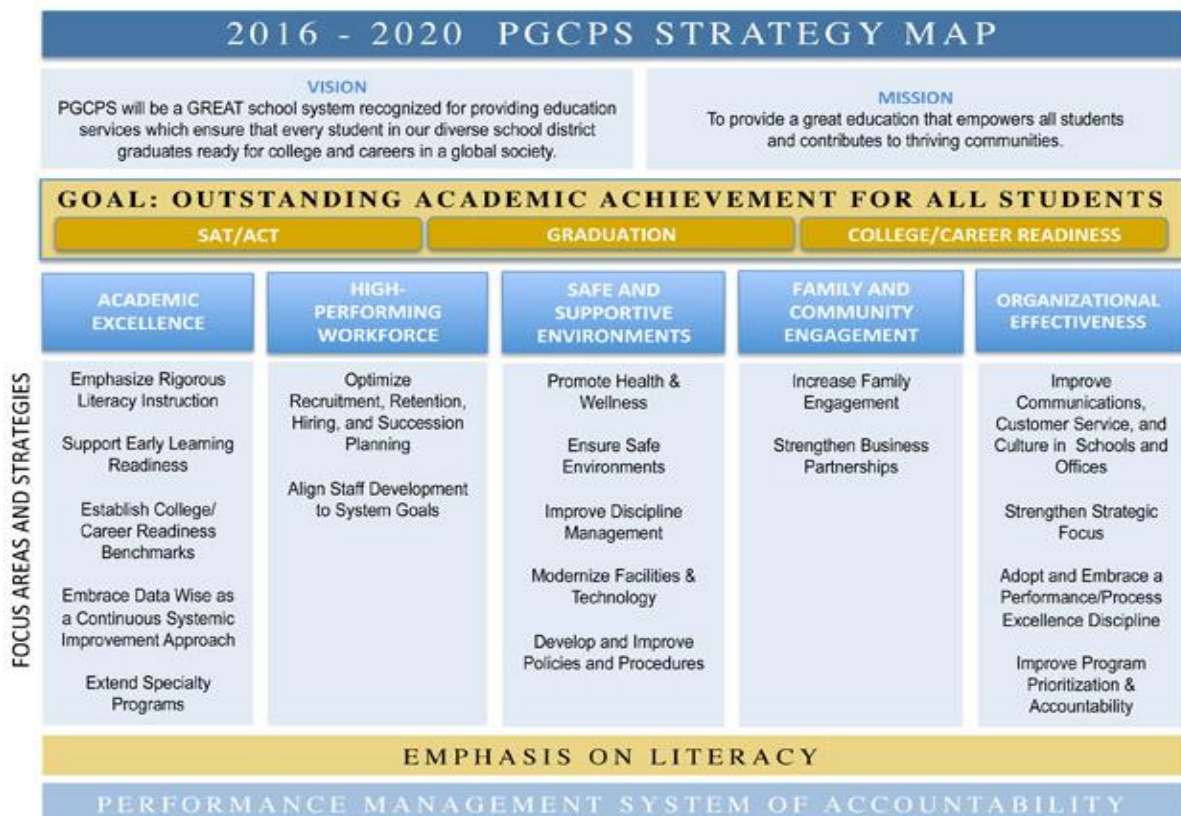 2016 - 2020 PGCPS STRATEGY MAP
VISION
PGCPS will be a GREAT school system recognized for providing education
services which ensure that every student in our diverse school district
graduates ready for college and careers in a global society.
MISSION
To provide a great education that empowers all students
and contributes to thriving communities.
GOAL: OUTSTANDING ACADEMIC ACHIEVEMENT FOR ALL STUDENTS
SAT/ACT
GRADUATION
COLLEGE/CAREER READINESS
FOCUS AREAS AND STRATEGIES
ACADEMIC
EXCELLENCE
Emphasize Rigorous
Literacy Instruction
Support Early Learning
Readiness
Establish College/
Career Readiness
Benchmarks
Embrace Data Wise as
a Continuous Systemic
Improvement Approach
Extend Specialty
Programs
HIGH-
PERFORMING
WORKFORCE
Optimize
Recruitment, Retention,
Hiring, and Succession
Planning
Align Staff Development
to System Goals
SAFE AND
SUPPORTIVE
ENVIRONMENTS
Promote Health &
Wellness
Ensure Safe
Environments
Improve Discipline
Management
Modernize Facilities &
Technology
Develop and Improve
Policies and Procedures
FAMILY AND
COMMUNITY
ENGAGEMENT
Increase Family
Engagement
Strengthen Business
Partnerships
ORGANIZATIONAL
EFFECTIVENESS
Improve
Communications,
Customer Service, and
Culture in Schools and
Offices
Strengthen Strategic
Focus
Adopt and Embrace a
Performance/Process
Excellence Discipline
Improve Program
Prioritization &
Accountability
EMPHASIS ON LITERACY
PERFORMANCE MANAGEMENT SYSTEM OF ACCOUNTABILITY